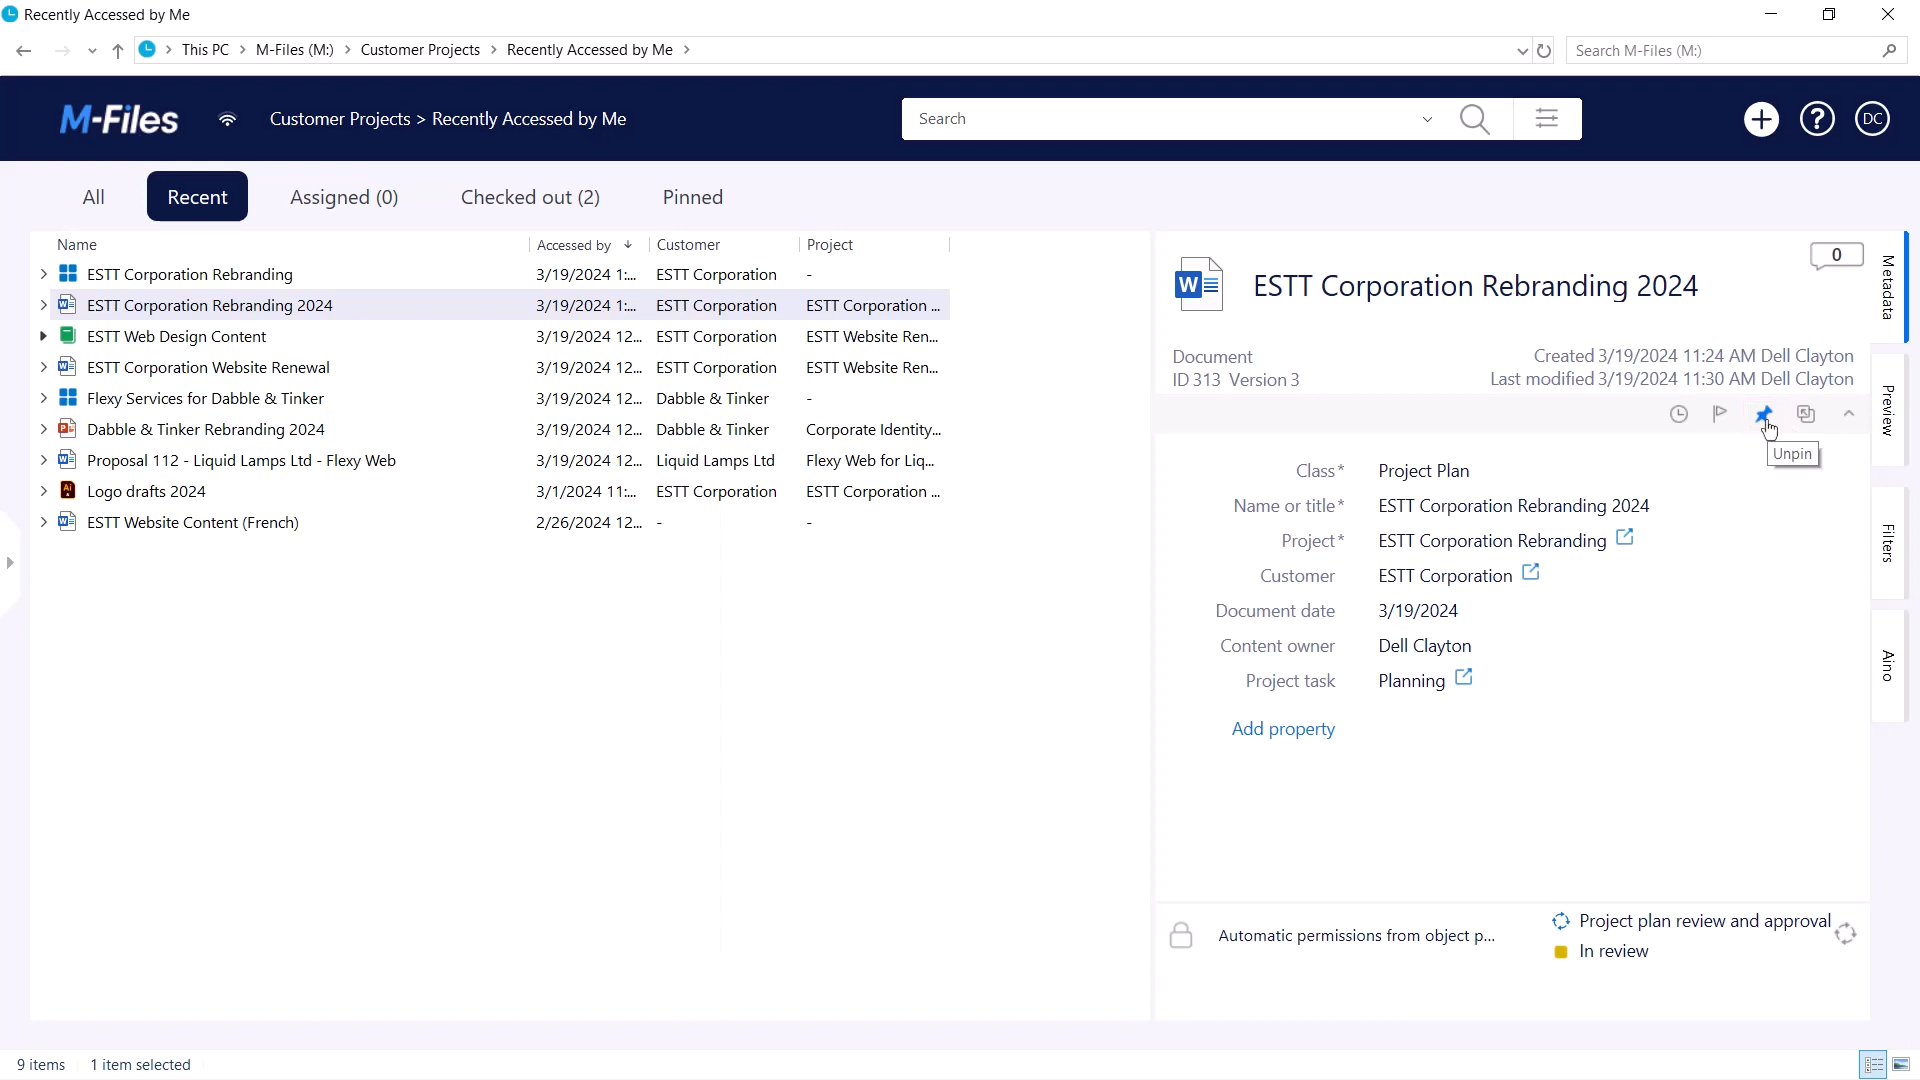 Recently Accessed by Me
This PC > M-Files (M:) > Customer Projects > Recently Accessed by Me >
Search M-Files (M:)
M-Files
Customer Projects > Recently Accessed by Me
Search
?
DC
All
Recent
Assigned (0)
Checked out (2)
Pinned
Name Accessed by Customer Project
ESTT Corporation Rebranding 3/19/2024 1:... ESTT Corporation -
ESTT Corporation Rebranding 2024 3/19/2024 1:... ESTT Corporation ESTT Corporation ...
ESTT Web Design Content 3/19/2024 12... ESTT Corporation ESTT Website Ren...
ESTT Corporation Website Renewal 3/19/2024 12... ESTT Corporation ESTT Website Ren...
Flexy Services for Dabble & Tinker 3/19/2024 12... Dabble & Tinker -
Dabble & Tinker Rebranding 2024 3/19/2024 12... Dabble & Tinker Corporate Identity...
Proposal 112 - Liquid Lamps Ltd - Flexy Web 3/19/2024 12... Liquid Lamps Ltd Flexy Web for Liq...
Logo drafts 2024 3/1/2024 11:... ESTT Corporation ESTT Corporation ...
ESTT Website Content (French) 2/26/2024 12... - -
0
W
ESTT Corporation Rebranding 2024
Document
ID 313 Version 3
Created 3/19/2024 11:24 AM Dell Clayton
Last modified 3/19/2024 11:30 AM Dell Clayton
Unpin
Class* Project Plan
Name or title* ESTT Corporation Rebranding 2024
Project* ESTT Corporation Rebranding
Customer ESTT Corporation
Document date 3/19/2024
Content owner Dell Clayton
Project task Planning
Add property
Automatic permissions from object p...
Project plan review and approval
In review
Metadata
Preview
Filters
Aino
9 items 1 item selected